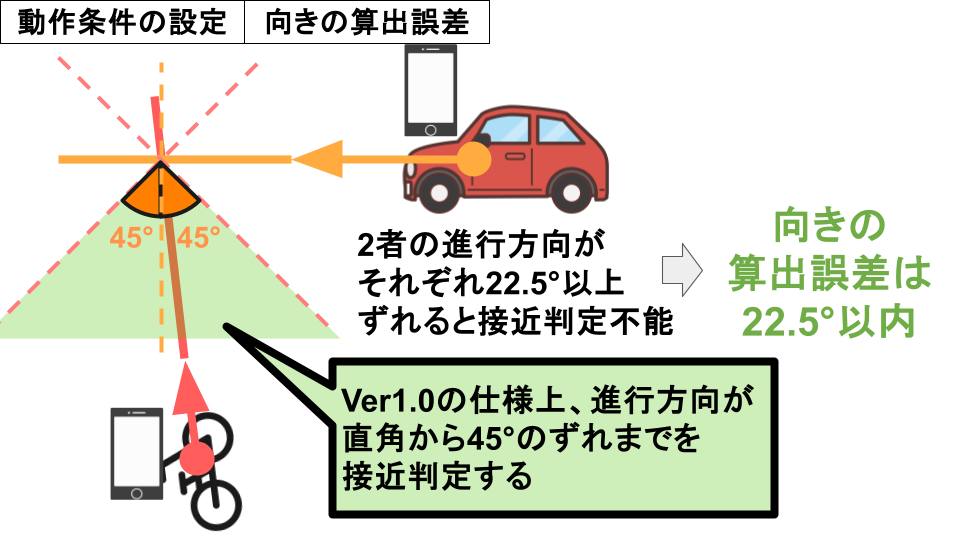 動作条件の設定
向きの算出誤差
45°
45°
2者の進行方向が
それぞれ22.5°以上
ずれると接近判定不能
向きの
算出誤差は
22.5°以内
Ver1.0の仕様上、進行方向が
直角から45°のずれまでを
接近判定する